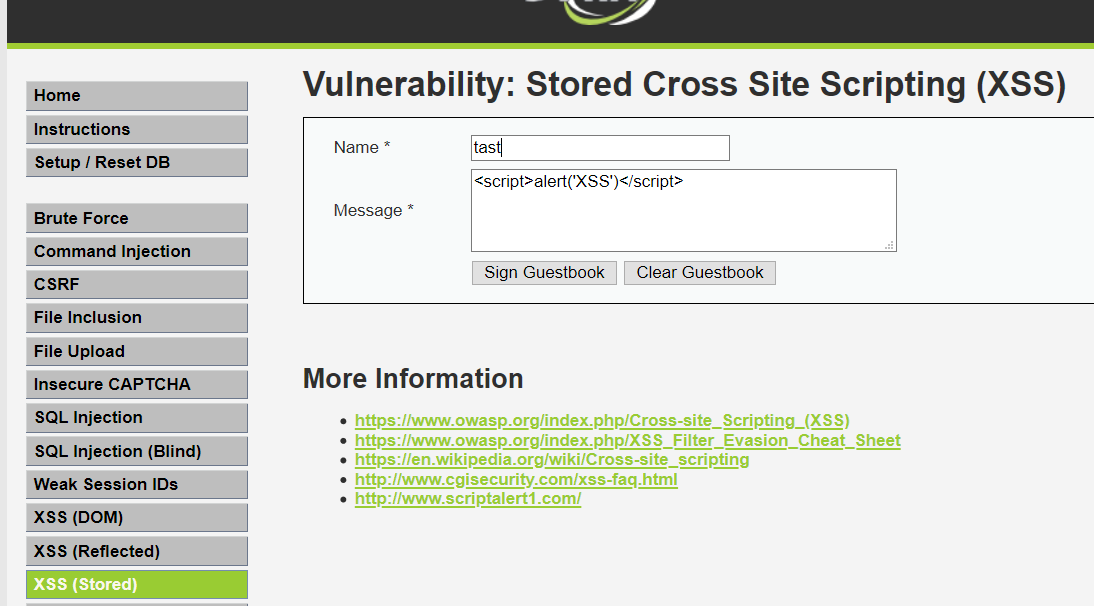 Home
Instructions
Setup / Reset DB
Brute Force
Command Injection
CSRF
File Inclusion
File Upload
Insecure CAPTCHA
SQL Injection
SQL Injection (Blind)
Weak Session IDs
XSS (DOM)
XSS (Reflected)
XSS (Stored)
Vulnerability: Stored Cross Site Scripting (XSS)
Name * tast
Message * <script>alert('XSS')</script>
Sign Guestbook Clear Guestbook
More Information
https://www.owasp.org/index.php/Cross-site_Scripting_(XSS)
https://www.owasp.org/index.php/XSS_Filter_Evasion_Cheat_Sheet
https://en.wikipedia.org/wiki/Cross-site_scripting
http://www.cgisecurity.com/xss-faq.html
http://www.scriptalert1.com/